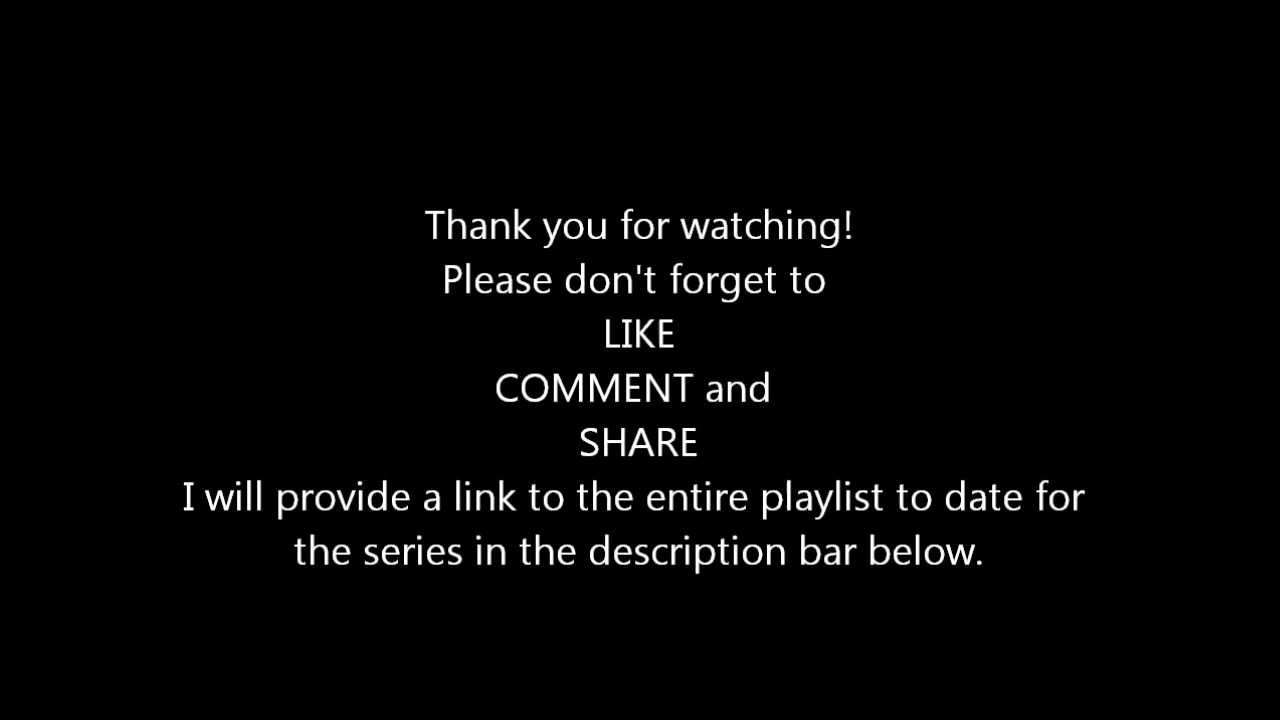 Thank you for watching!
Please don't forget to
LIKE
COMMENT and
SHARE
I will provide a link to the entire playlist to date for
the series in the description bar below.